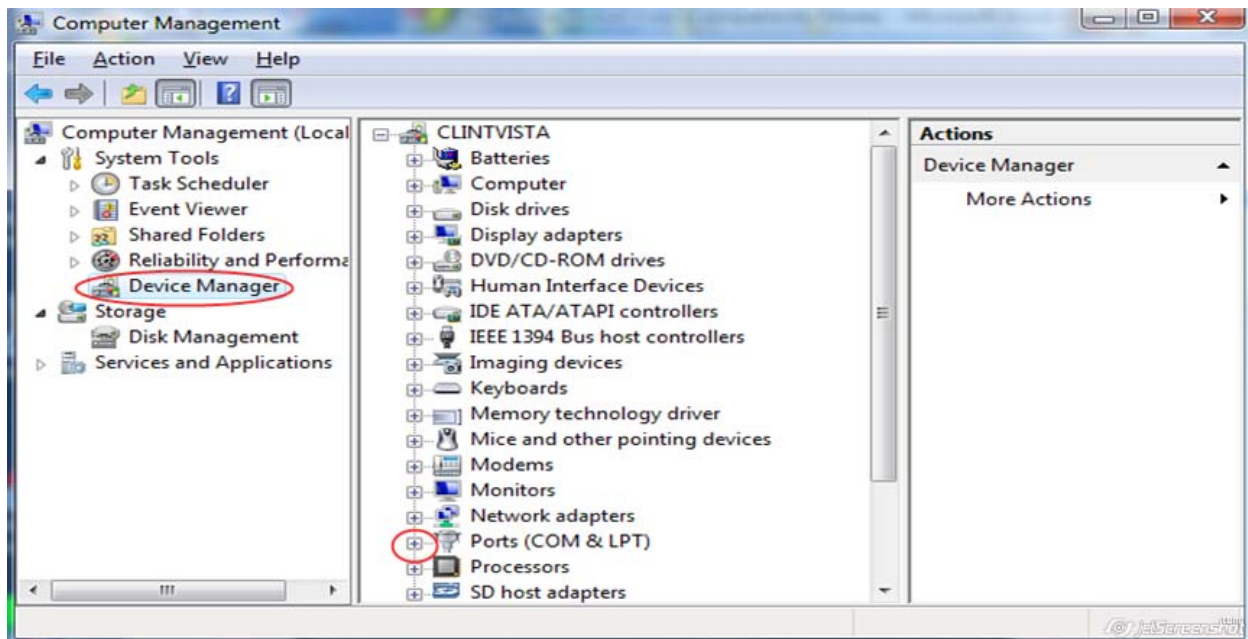 Computer Management
File Action View Help
Computer Management (Local
System Tools
Task Scheduler
Event Viewer
Shared Folders
Reliability and Performa
Device Manager
Storage
Disk Management
Services and Applications
CLINTVISTA
Batteries
Computer
Disk drives
Display adapters
DVD/CD-ROM drives
Human Interface Devices
IDE ATA/ATAPI controllers
IEEE 1394 Bus host controllers
Imaging devices
Keyboards
Memory technology driver
Mice and other pointing devices
Modems
Monitors
Network adapters
Ports (COM & LPT)
Processors
SD host adapters
Actions
Device Manager
More Actions